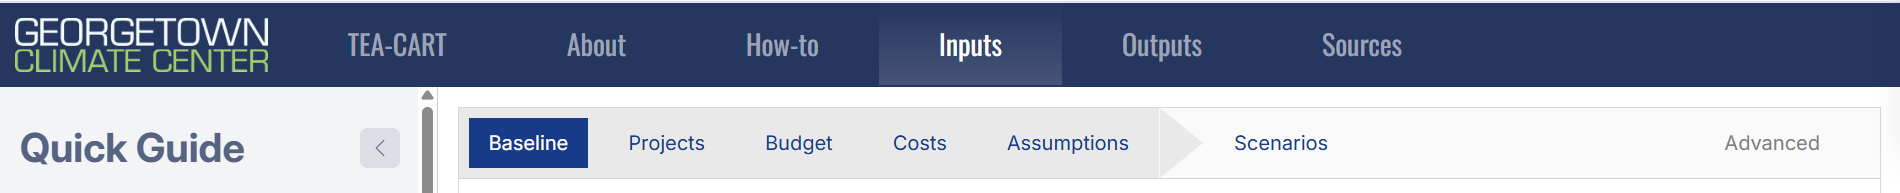 GEORGETOWN
CLIMATE CENTER
TEA-CART About How-to Inputs Outputs Sources
Quick Guide
Baseline Projects Budget Costs Assumptions Scenarios Advanced